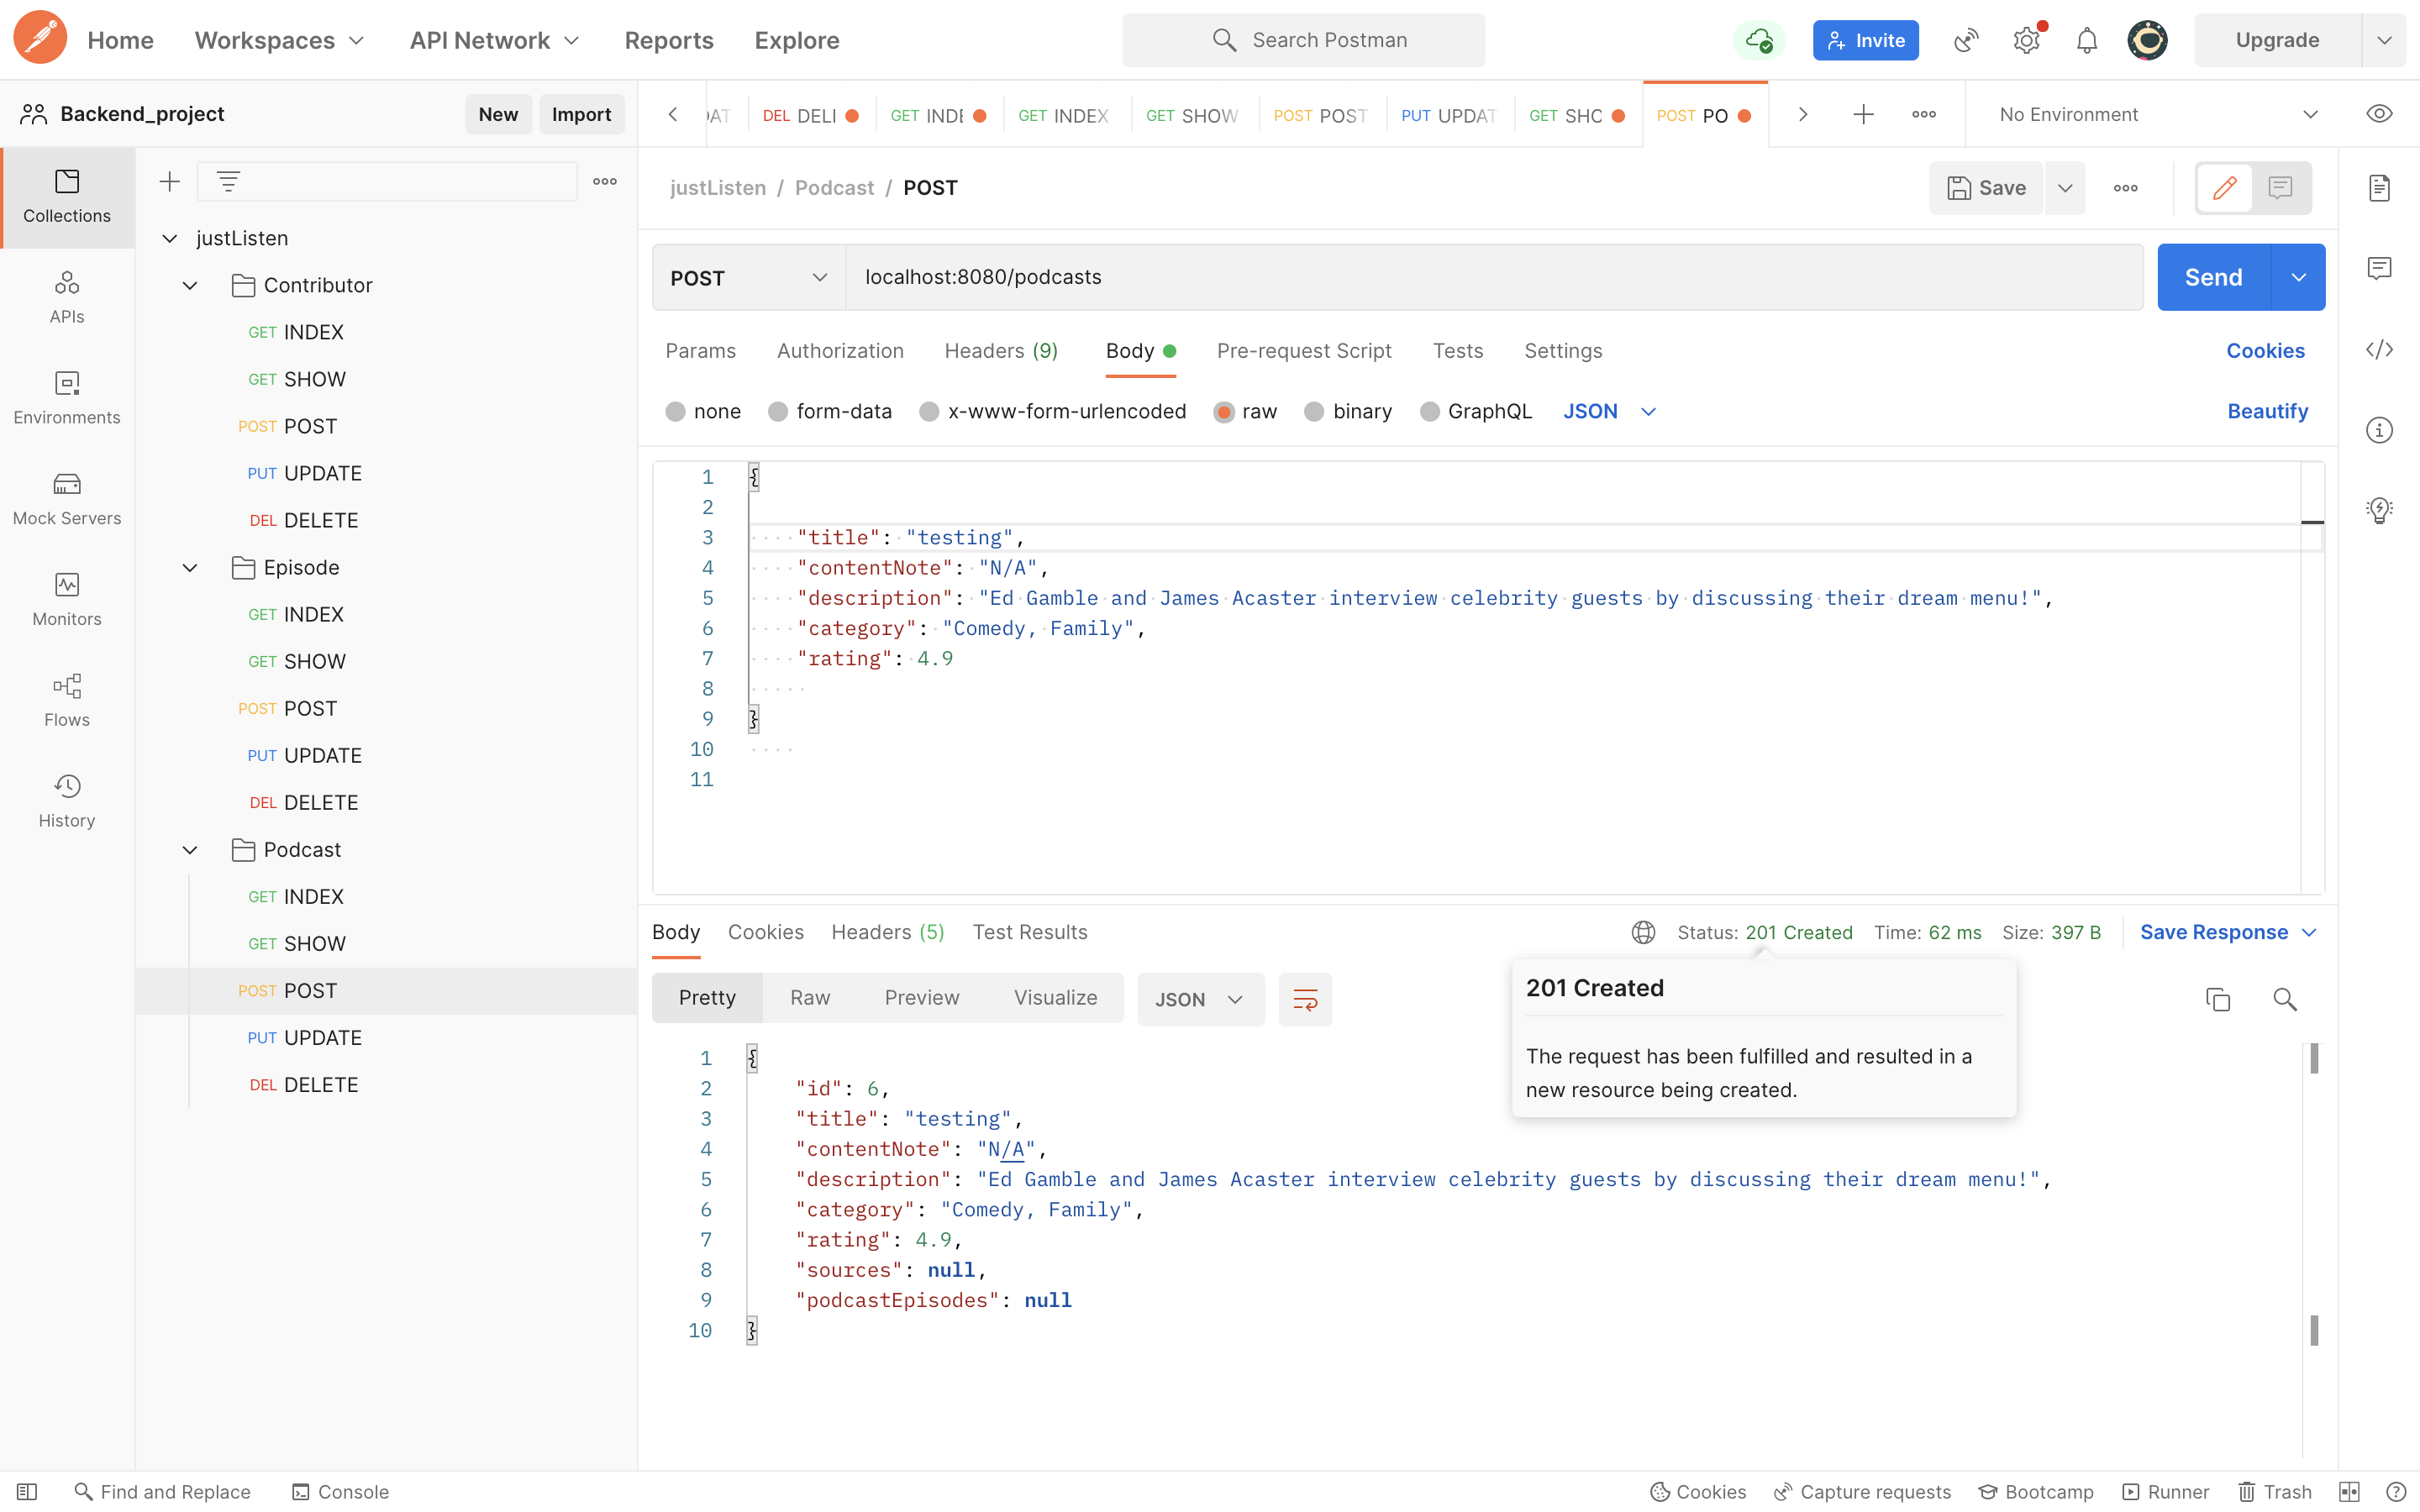 Home Workspaces API Network Reports Explore Search Postman Invite Upgrade
Backend_project New Import
DEL DELI GET INDE GET INDEX GET SHOW POST POST PUT UPDAT GET SHC POST PO No Environment
Collections
APIs
Environments
Mock Servers
Monitors
Flows
History
justListen
Contributor
GET INDEX
GET SHOW
POST POST
PUT UPDATE
DEL DELETE
Episode
GET INDEX
GET SHOW
POST POST
PUT UPDATE
DEL DELETE
Podcast
GET INDEX
GET SHOW
POST POST
PUT UPDATE
DEL DELETE
justListen / Podcast / POST Save
POST localhost:8080/podcasts Send
Params Authorization Headers (9) Body Pre-request Script Tests Settings Cookies
none form-data x-www-form-urlencoded raw binary GraphQL JSON Beautify
1 {
2
3 "title": "testing",
4 "contentNote": "N/A",
5 "description": "Ed Gamble and James Acaster interview celebrity guests by discussing their dream menu!",
6 "category": "Comedy, Family",
7 "rating": 4.9
8
9 }
10
11
Body Cookies Headers (5) Test Results Status: 201 Created Time: 62 ms Size: 397 B Save Response
Pretty Raw Preview Visualize JSON
201 Created
The request has been fulfilled and resulted in a
new resource being created.
1 {
2 "id": 6,
3 "title": "testing",
4 "contentNote": "N/A",
5 "description": "Ed Gamble and James Acaster interview celebrity guests by discussing their dream menu!",
6 "category": "Comedy, Family",
7 "rating": 4.9,
8 "sources": null,
9 "podcastEpisodes": null
10 }
Find and Replace Console Cookies Capture requests Bootcamp Runner Trash